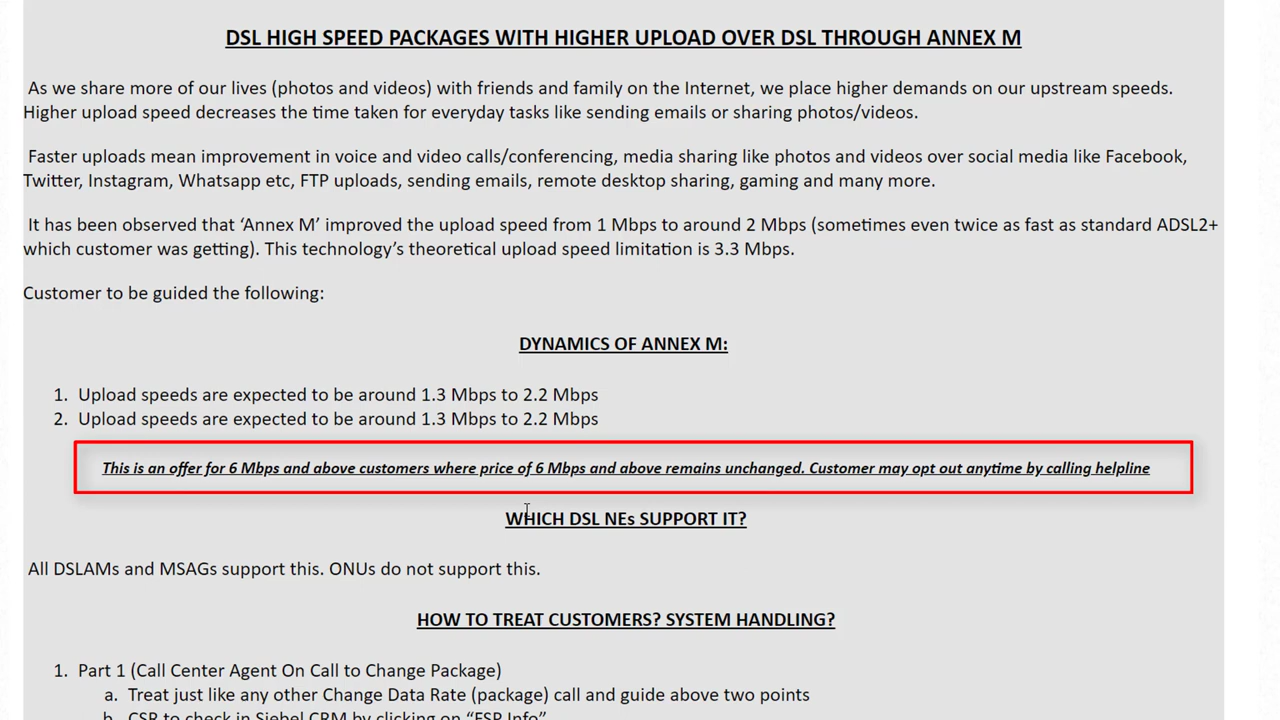 DSL HIGH SPEED PACKAGES WITH HIGHER UPLOAD OVER DSL THROUGH ANNEX M
As we share more of our lives (photos and videos) with friends and family on the Internet, we place higher demands on our upstream speeds.
Higher upload speed decreases the time taken for everyday tasks like sending emails or sharing photos/videos.
Faster uploads mean improvement in voice and video calls/conferencing, media sharing like photos and videos over social media like Facebook,
Twitter, Instagram, Whatsapp etc, FTP uploads, sending emails, remote desktop sharing, gaming and many more.
It has been observed that ‘Annex M’ improved the upload speed from 1 Mbps to around 2 Mbps (sometimes even twice as fast as standard ADSL2+
which customer was getting). This technology’s theoretical upload speed limitation is 3.3 Mbps.
Customer to be guided the following:
DYNAMICS OF ANNEX M:
1. Upload speeds are expected to be around 1.3 Mbps to 2.2 Mbps
2. Upload speeds are expected to be around 1.3 Mbps to 2.2 Mbps
This is an offer for 6 Mbps and above customers where price of 6 Mbps and above remains unchanged. Customer may opt out anytime by calling helpline
WHICH DSL NEs SUPPORT IT?
All DSLAMs and MSAGs support this. ONUs do not support this.
HOW TO TREAT CUSTOMERS? SYSTEM HANDLING?
1. Part 1 (Call Center Agent On Call to Change Package)
a. Treat just like any other Change Data Rate (package) call and guide above two points
b. CSR to check in Siebel CRM by clicking on “FSP Info”